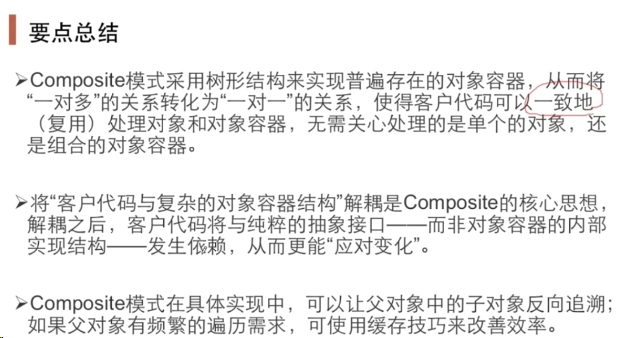 要点总结
➢Composite模式采用树形结构来实现普遍存在的对象容器，从而将
“一对多”的关系转化为“一对一”的关系，使得客户代码可以一致地
（复用）处理对象和对象容器，无需关心处理的是单个的对象，还
是组合的对象容器。
➢将“客户代码与复杂的对象容器结构”解耦是Composite的核心思想，
解耦之后，客户代码将与纯粹的抽象接口——而非对象容器的内部
实现结构——发生依赖，从而更能“应对变化”。
➢Composite模式在具体实现中，可以让父对象中的子对象反向追溯；
如果父对象有频繁的遍历需求，可使用缓存技巧来改善效率。